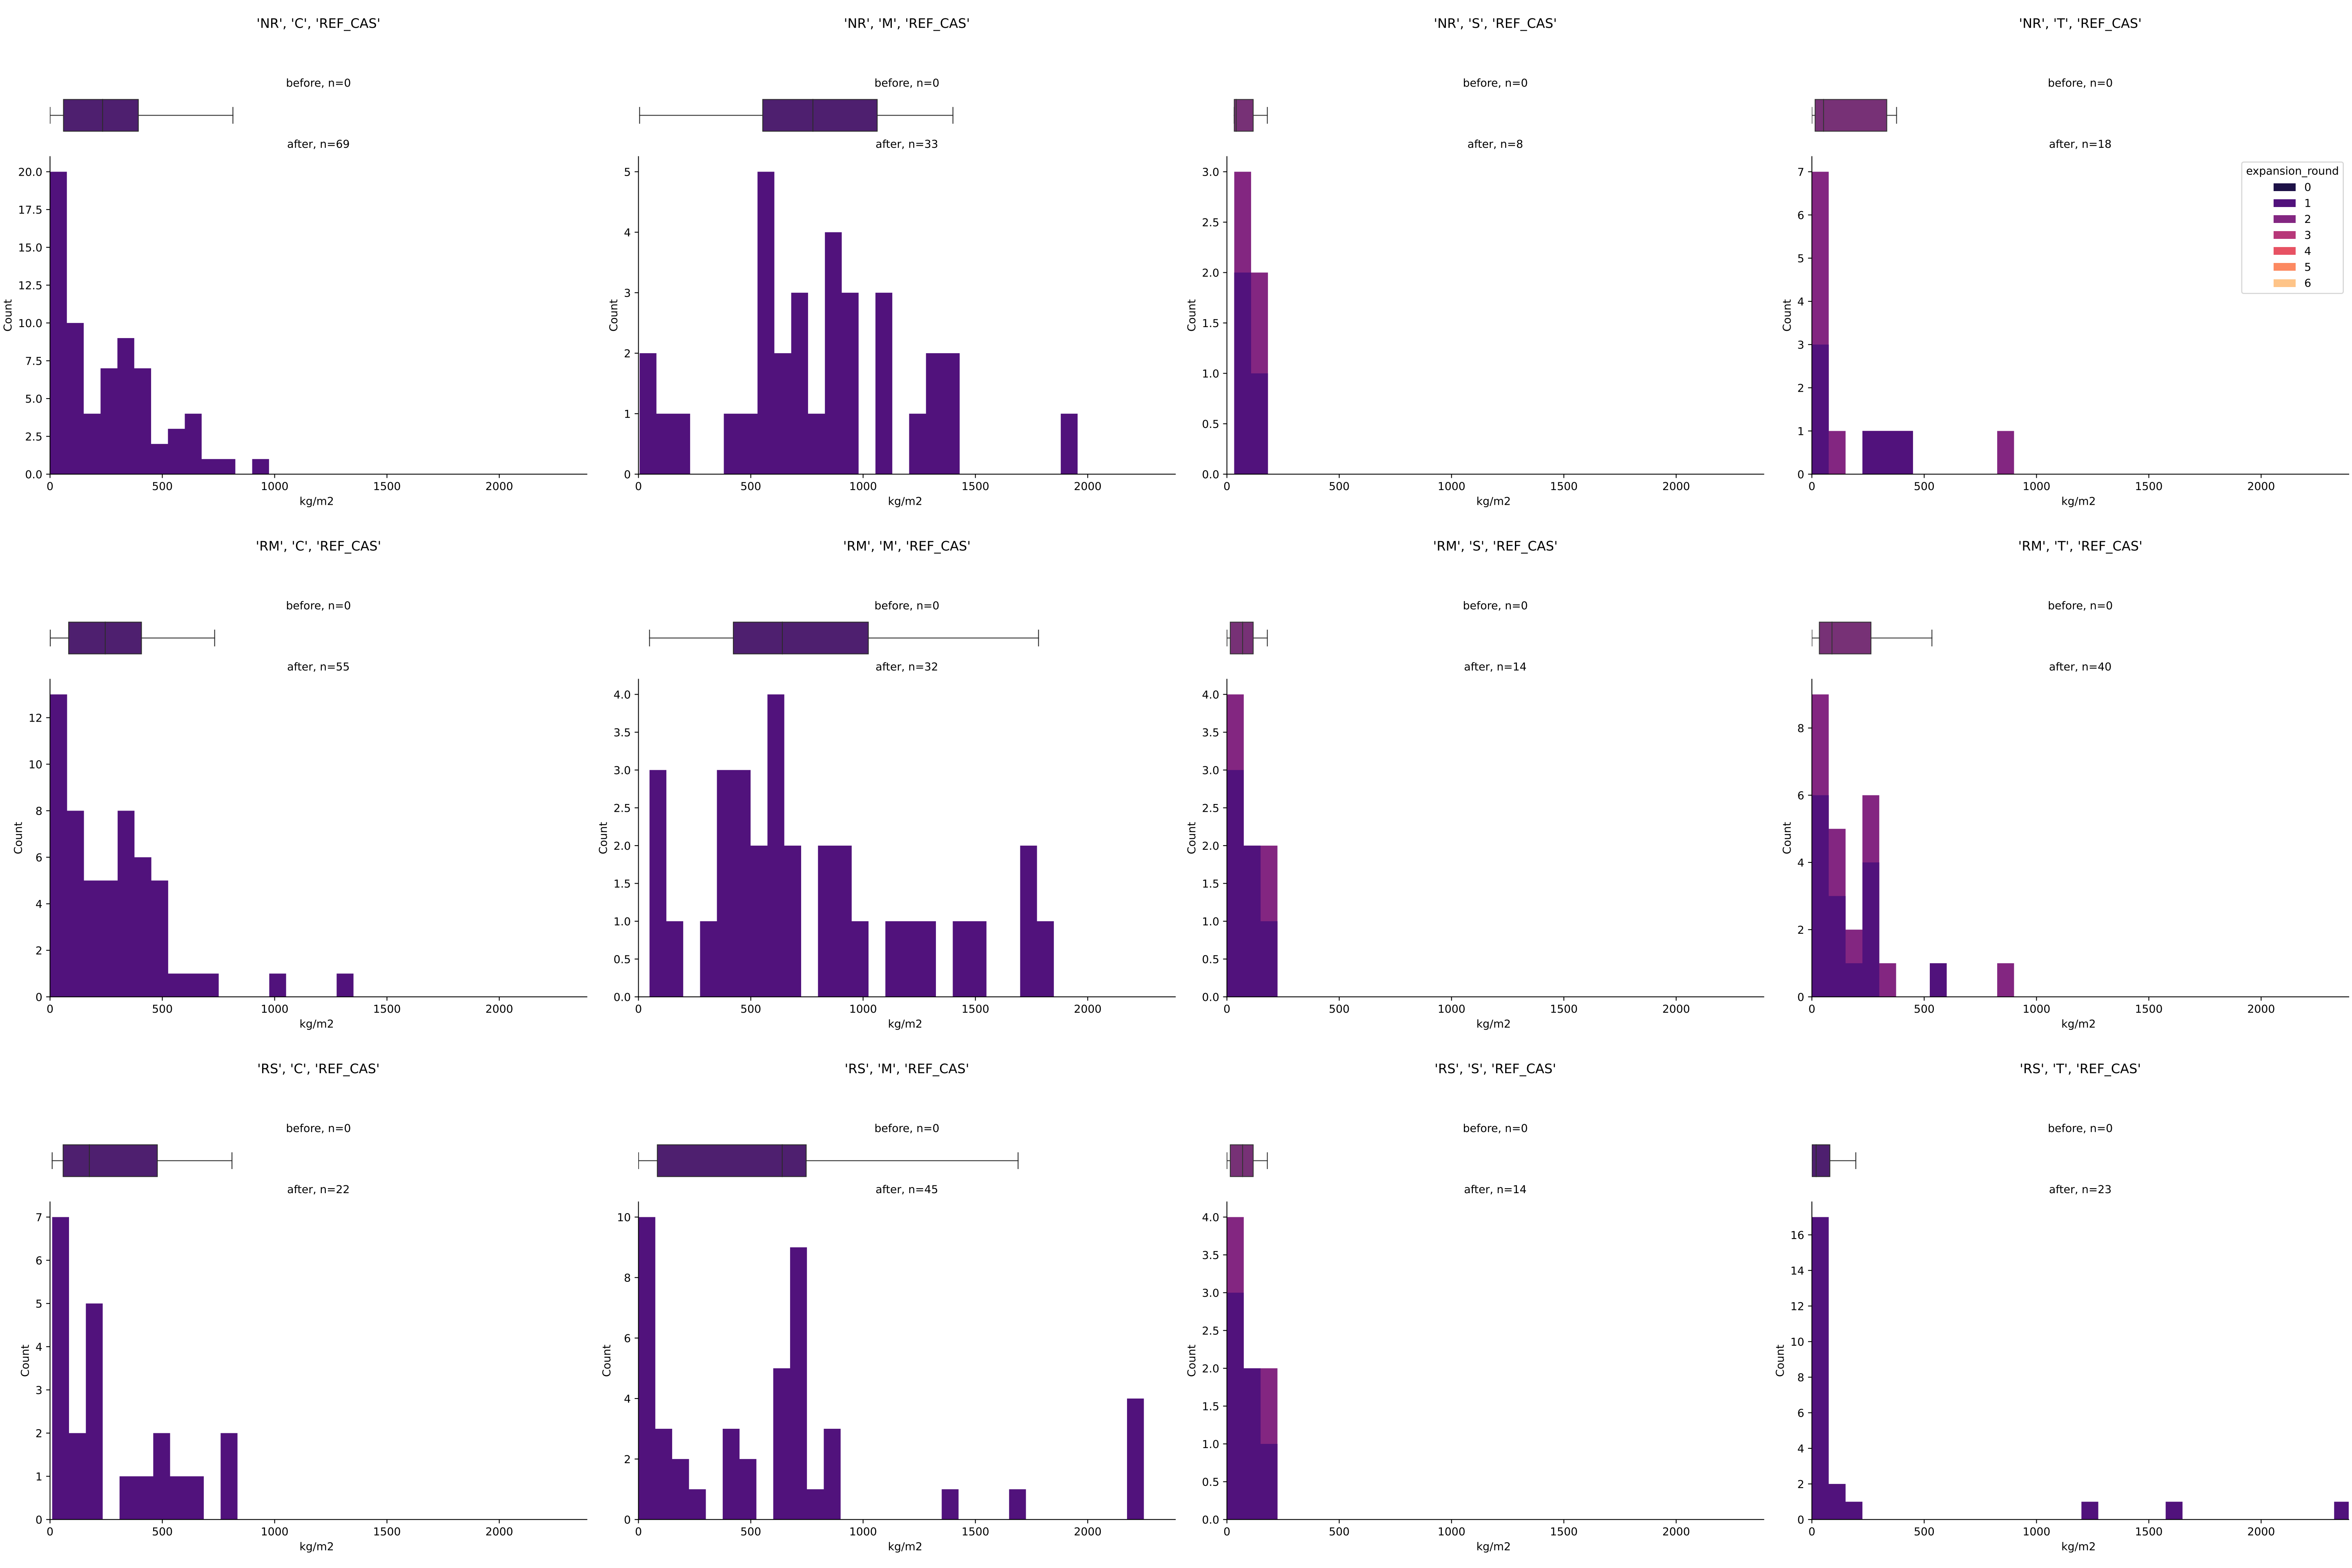 'NR', 'C', 'REF_CAS'
before, n=0
after, n=69
20.0
17.5
15.0
12.5
10.0
7.5
5.0
2.5
0.0
Count
0 500 1000 1500 2000
kg/m2
'NR', 'M', 'REF_CAS'
before, n=0
after, n=33
5
4
3
2
1
0
Count
0 500 1000 1500 2000
kg/m2
'NR', 'S', 'REF_CAS'
before, n=0
after, n=8
3.0
2.5
2.0
1.5
1.0
0.5
0.0
Count
0 500 1000 1500 2000
kg/m2
'NR', 'T', 'REF_CAS'
before, n=0
after, n=18
7
6
5
4
3
2
1
0
Count
0 500 1000 1500 2000
kg/m2
expansion_round
0
1
2
3
4
5
6
'RM', 'C', 'REF_CAS'
before, n=0
after, n=55
12
10
8
6
4
2
0
Count
0 500 1000 1500 2000
kg/m2
'RM', 'M', 'REF_CAS'
before, n=0
after, n=32
4.0
3.5
3.0
2.5
2.0
1.5
1.0
0.5
0.0
Count
0 500 1000 1500 2000
kg/m2
'RM', 'S', 'REF_CAS'
before, n=0
after, n=14
4.0
3.5
3.0
2.5
2.0
1.5
1.0
0.5
0.0
Count
0 500 1000 1500 2000
kg/m2
'RM', 'T', 'REF_CAS'
before, n=0
after, n=40
8
6
4
2
0
Count
0 500 1000 1500 2000
kg/m2
'RS', 'C', 'REF_CAS'
before, n=0
after, n=22
7
6
5
4
3
2
1
0
Count
0 500 1000 1500 2000
kg/m2
'RS', 'M', 'REF_CAS'
before, n=0
after, n=45
10
8
6
4
2
0
Count
0 500 1000 1500 2000
kg/m2
'RS', 'S', 'REF_CAS'
before, n=0
after, n=14
4.0
3.5
3.0
2.5
2.0
1.5
1.0
0.5
0.0
Count
0 500 1000 1500 2000
kg/m2
'RS', 'T', 'REF_CAS'
before, n=0
after, n=23
16
14
12
10
8
6
4
2
0
Count
0 500 1000 1500 2000
kg/m2